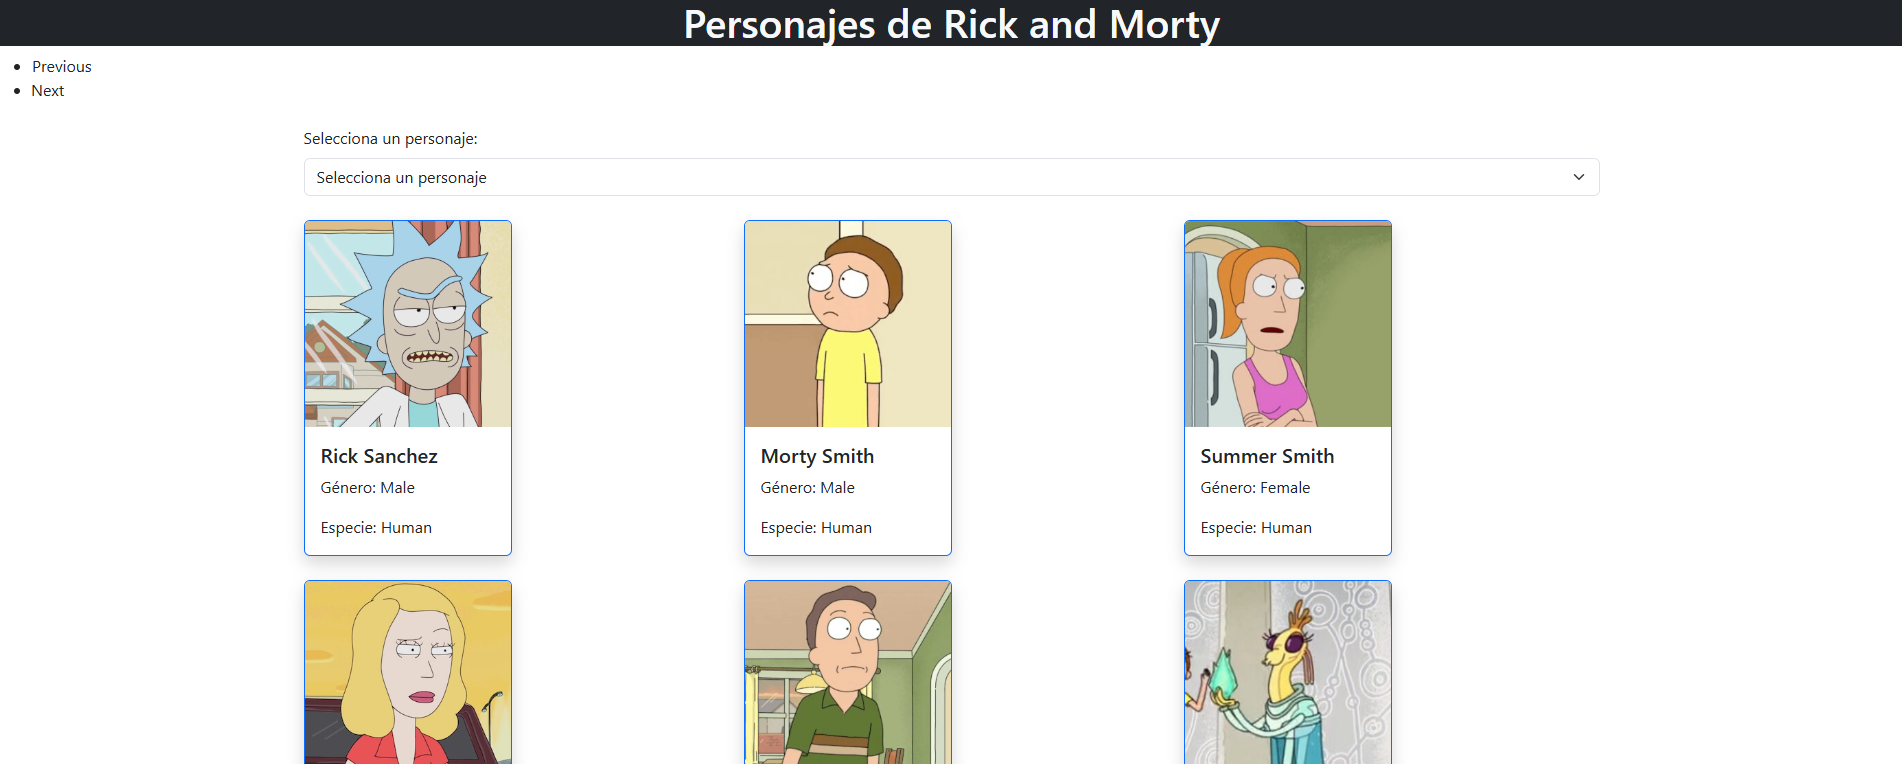 Personajes de Rick and Morty
Previous
Next
Selecciona un personaje:
Selecciona un personaje
Rick Sanchez
Género: Male
Especie: Human
Morty Smith
Género: Male
Especie: Human
Summer Smith
Género: Female
Especie: Human